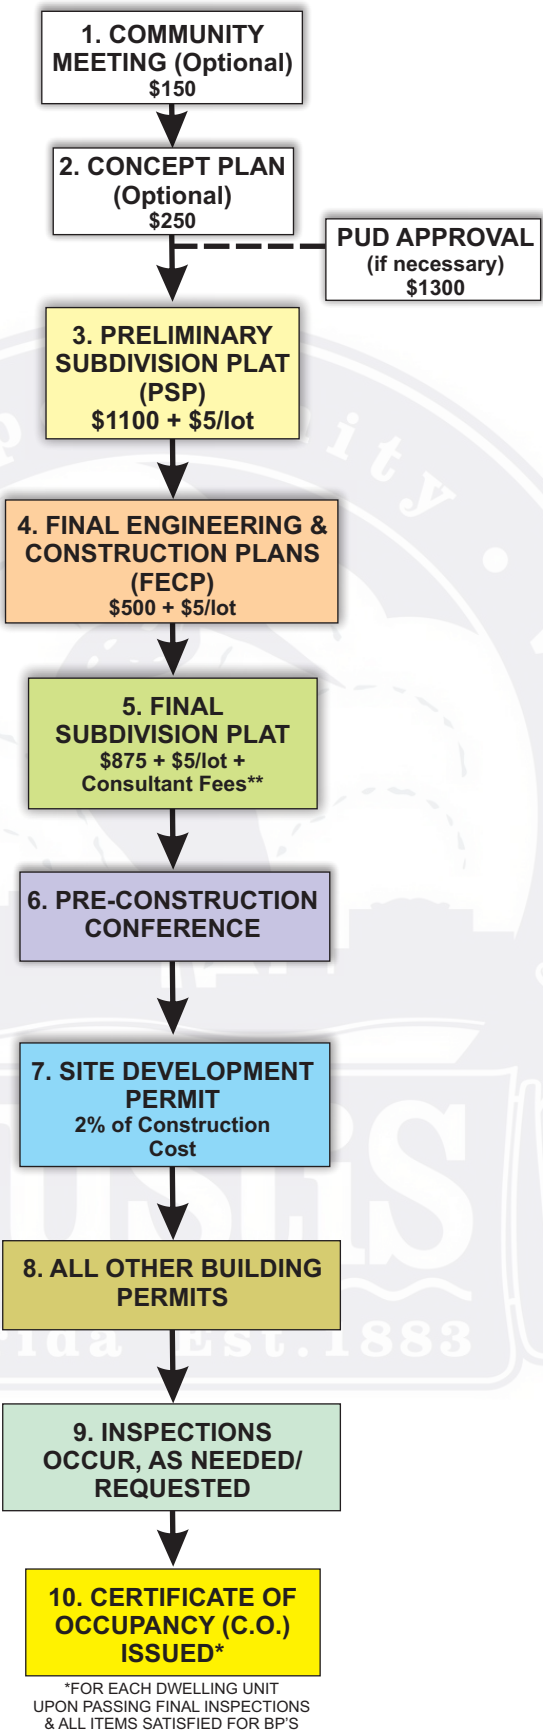 1. COMMUNITY
MEETING (Optional)
$150
2. CONCEPT PLAN
(Optional)
$250
PUD APPROVAL
(if necessary)
$1300
3. PRELIMINARY
SUBDIVISION PLAT
(PSP)
$1100 + $5/lot
4. FINAL ENGINEERING &
CONSTRUCTION PLANS
(FECP)
$500 + $5/lot
5. FINAL
SUBDIVISION PLAT
$875 + $5/lot +
Consultant Fees**
6. PRE-CONSTRUCTION
CONFERENCE
7. SITE DEVELOPMENT
PERMIT
2% of Construction
Cost
8. ALL OTHER BUILDING
PERMITS
9. INSPECTIONS
OCCUR, AS NEEDED/
REQUESTED
10. CERTIFICATE OF
OCCUPANCY (C.O.)
ISSUED*
*FOR EACH DWELLING UNIT
UPON PASSING FINAL INSPECTIONS
& ALL ITEMS SATISFIED FOR BP'S
Est.1883